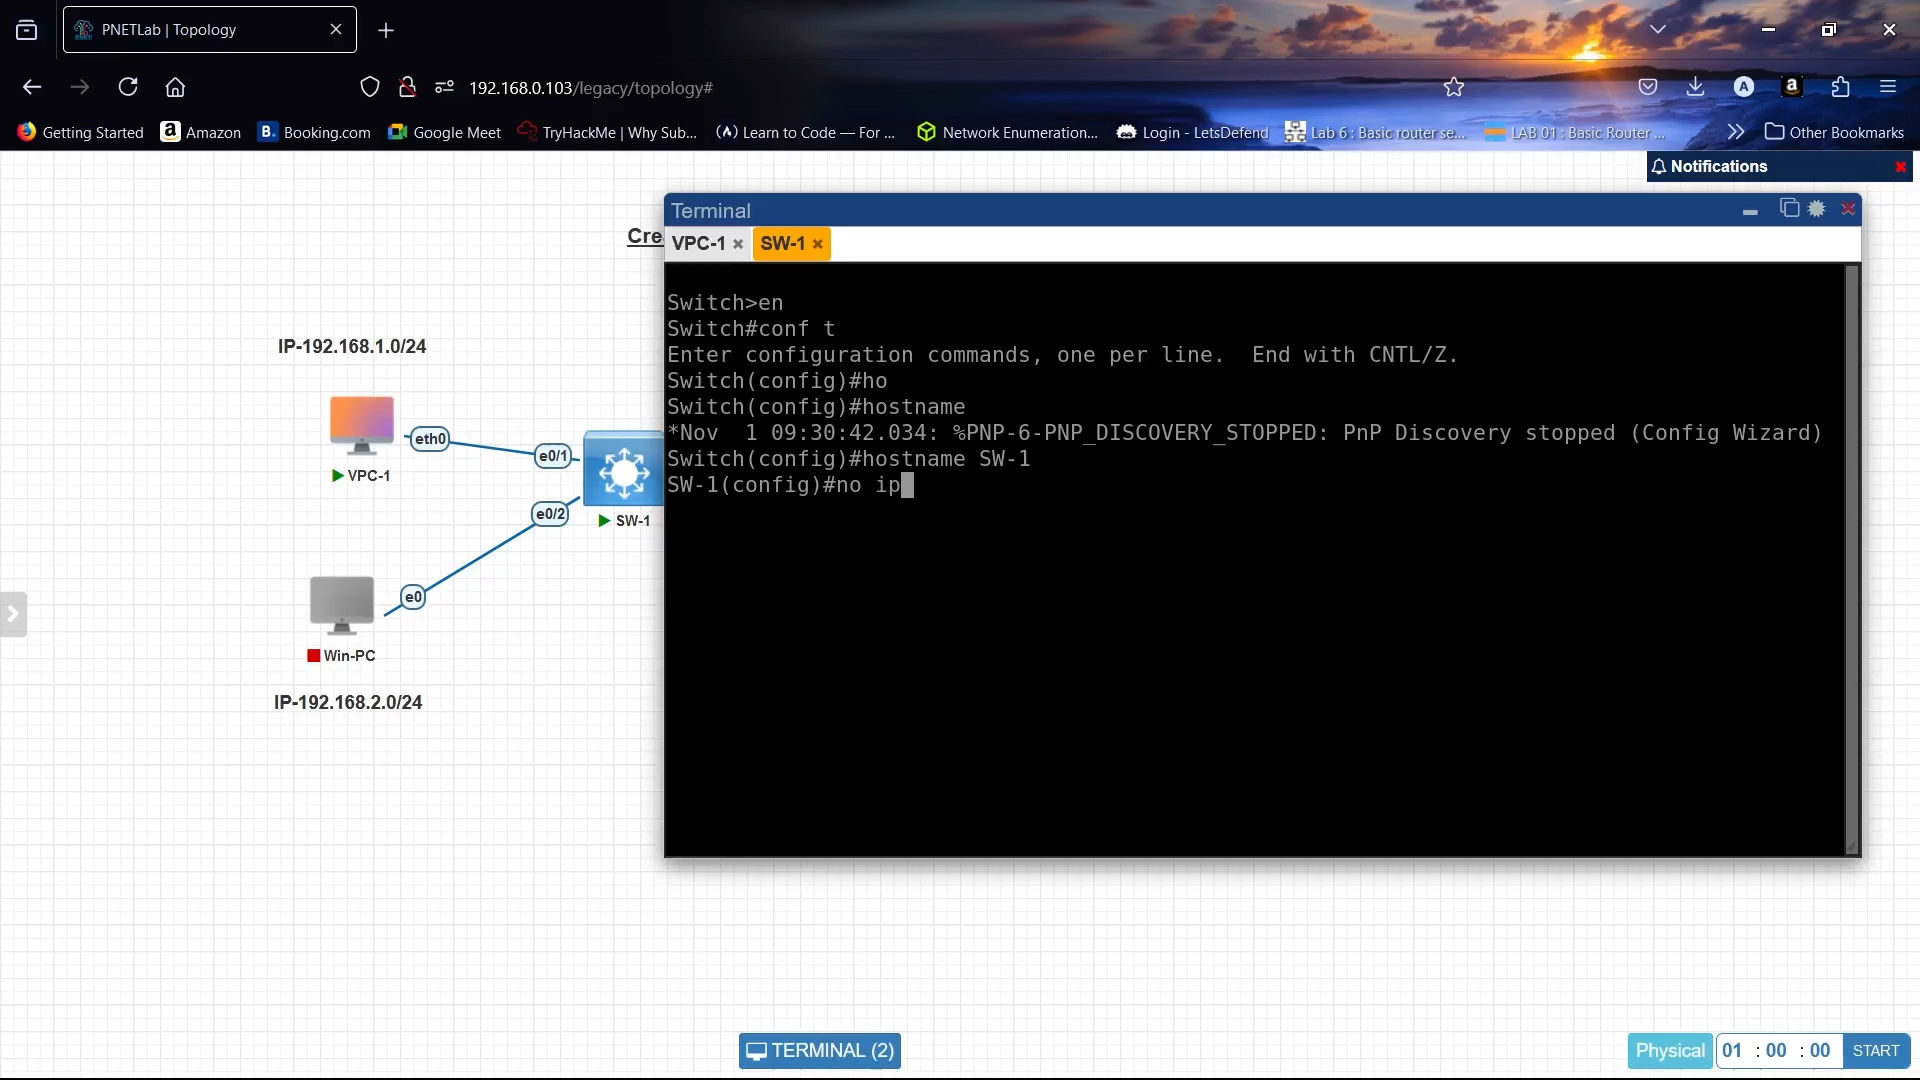 PNETLab | Topology
192.168.0.103/legacy/topology#
Getting Started
a Amazon
B. Booking.com
Google Meet
TryHackMe | Why Sub...
Learn to Code — For ...
Network Enumeration...
Login - LetsDefend
Lab 6 : Basic router se...
LAB 01 : Basic Router ...
Other Bookmarks
A
a
Notifications
Cre
Terminal
VPC-1 ×
SW-1 ×
Switch>en
Switch#conf t
Enter configuration commands, one per line.  End with CNTL/Z.
Switch(config)#ho
Switch(config)#hostname
*Nov  1 09:30:42.034: %PNP-6-PNP_DISCOVERY_STOPPED: PnP Discovery stopped (Config Wizard)
Switch(config)#hostname SW-1
SW-1(config)#no ip
IP-192.168.1.0/24
eth0
e0/1
VPC-1
e0/2
SW-1
e0
Win-PC
IP-192.168.2.0/24
TERMINAL (2)
Physical
01 : 00 : 00
START